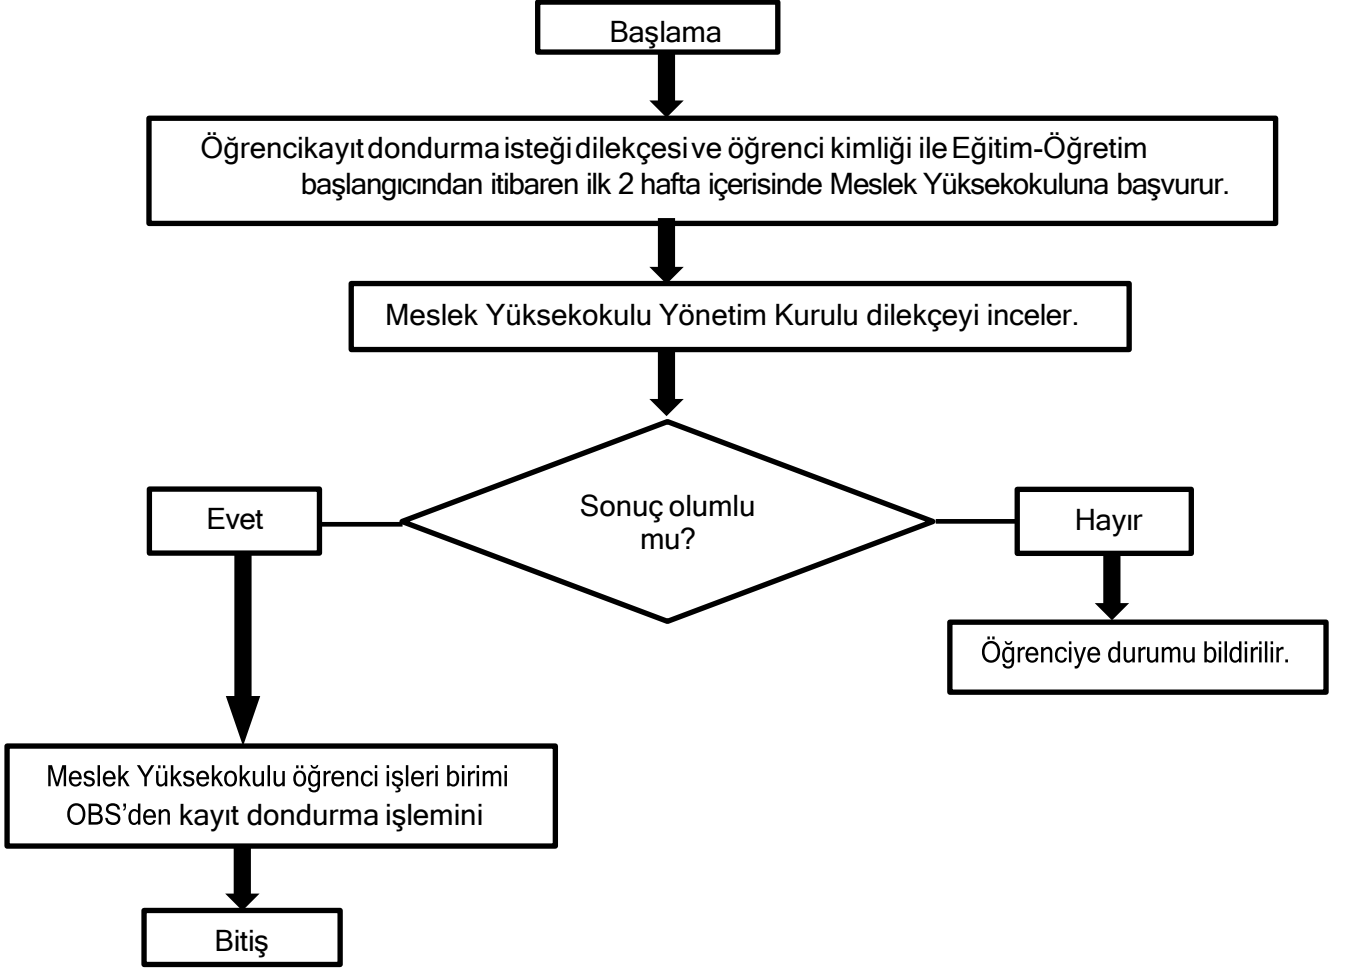 Başlama
Öğrencikayıt dondurma isteği dilekçesi ve öğrenci kimliği ile Eğitim-Öğretim
başlangıcından itibaren ilk 2 hafta içerisinde Meslek Yüksekokuluna başvurur.
Meslek Yüksekokulu Yönetim Kurulu dilekçeyi inceler.
Sonuç olumlu
mu?
Evet
Hayır
Öğrenciye durumu bildirilir.
Meslek Yüksekokulu öğrenci işleri birimi
OBS’den kayıt dondurma işlemini
Bitiş